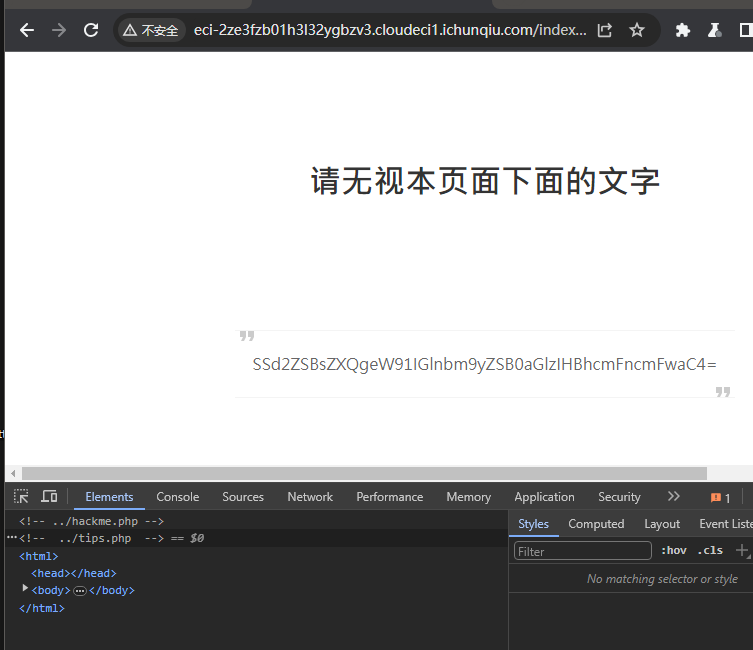 不安全 eci-2ze3fzb01h3l32ygbzv3.cloudeci1.ichunqiu.com/index...
请无视本页面下面的文字
SSd2ZSBsZXQgeW91IGlnbm9yZSB0aGlzIHBhcmFncmFwaC4=
Elements Console Sources Network Performance Memory Application Security 1
<!-- ../hackme.php -->
<!--  ../tips.php  --> == $0
<html>
<head></head>
<body>…</body>
</html>
Styles Computed Layout Event Liste
Filter :hov .cls
No matching selector or style